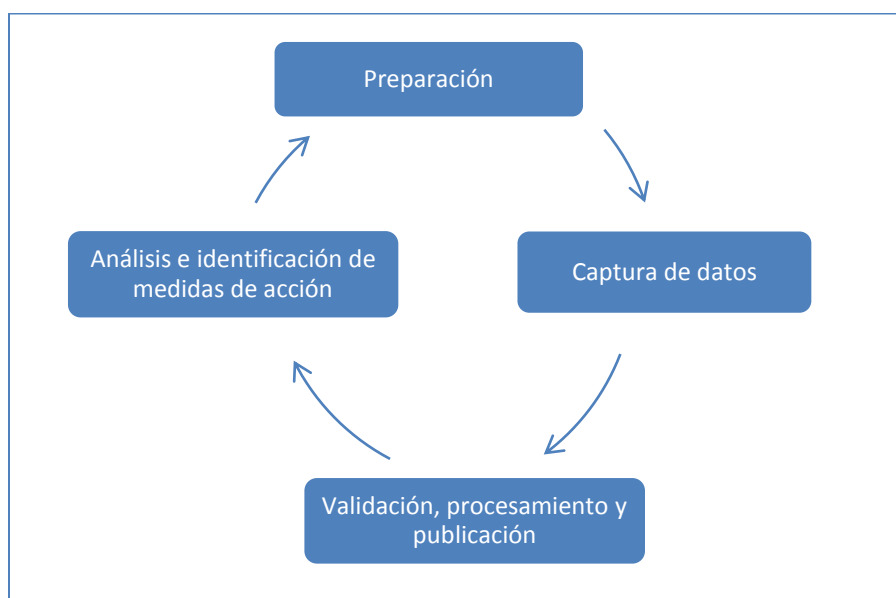 Preparación
Captura de datos
Validación, procesamiento y
publicación
Análisis e identificación de
medidas de acción